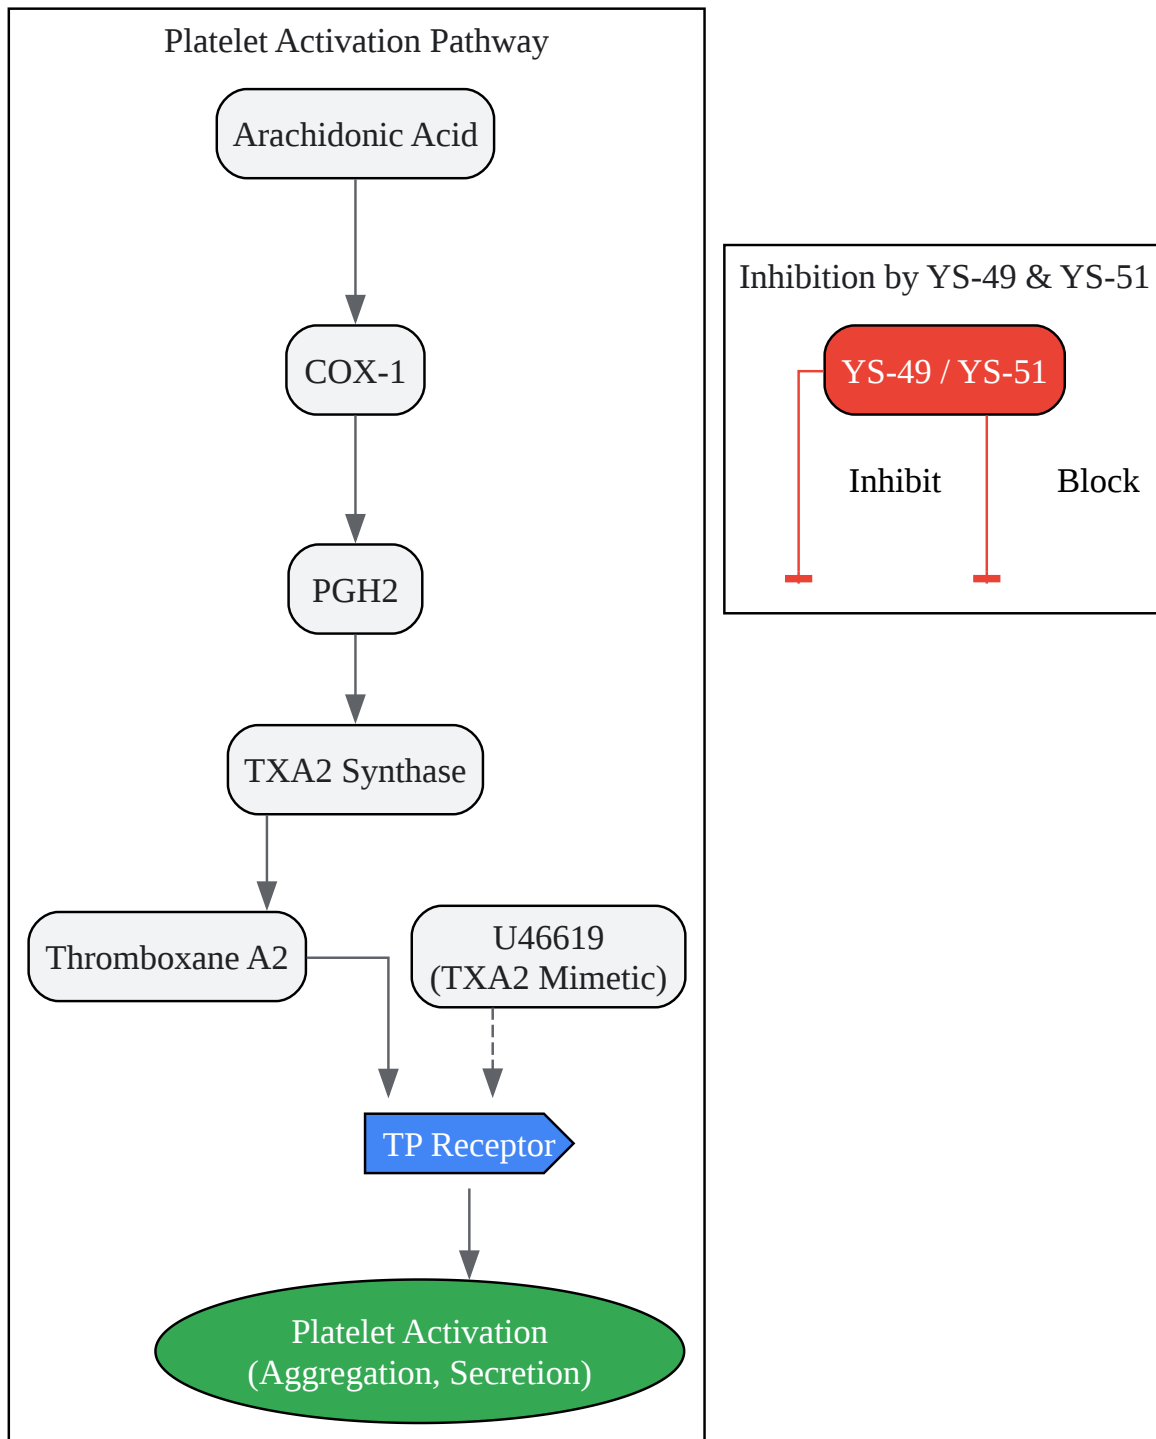 Platelet Activation Pathway
Arachidonic Acid
COX-1
PGH2
TXA2 Synthase
Thromboxane A2
U46619
(TXA2 Mimetic)
TP Receptor
Platelet Activation
(Aggregation, Secretion)
Inhibition by YS-49 & YS-51
YS-49 / YS-51
Inhibit
Block